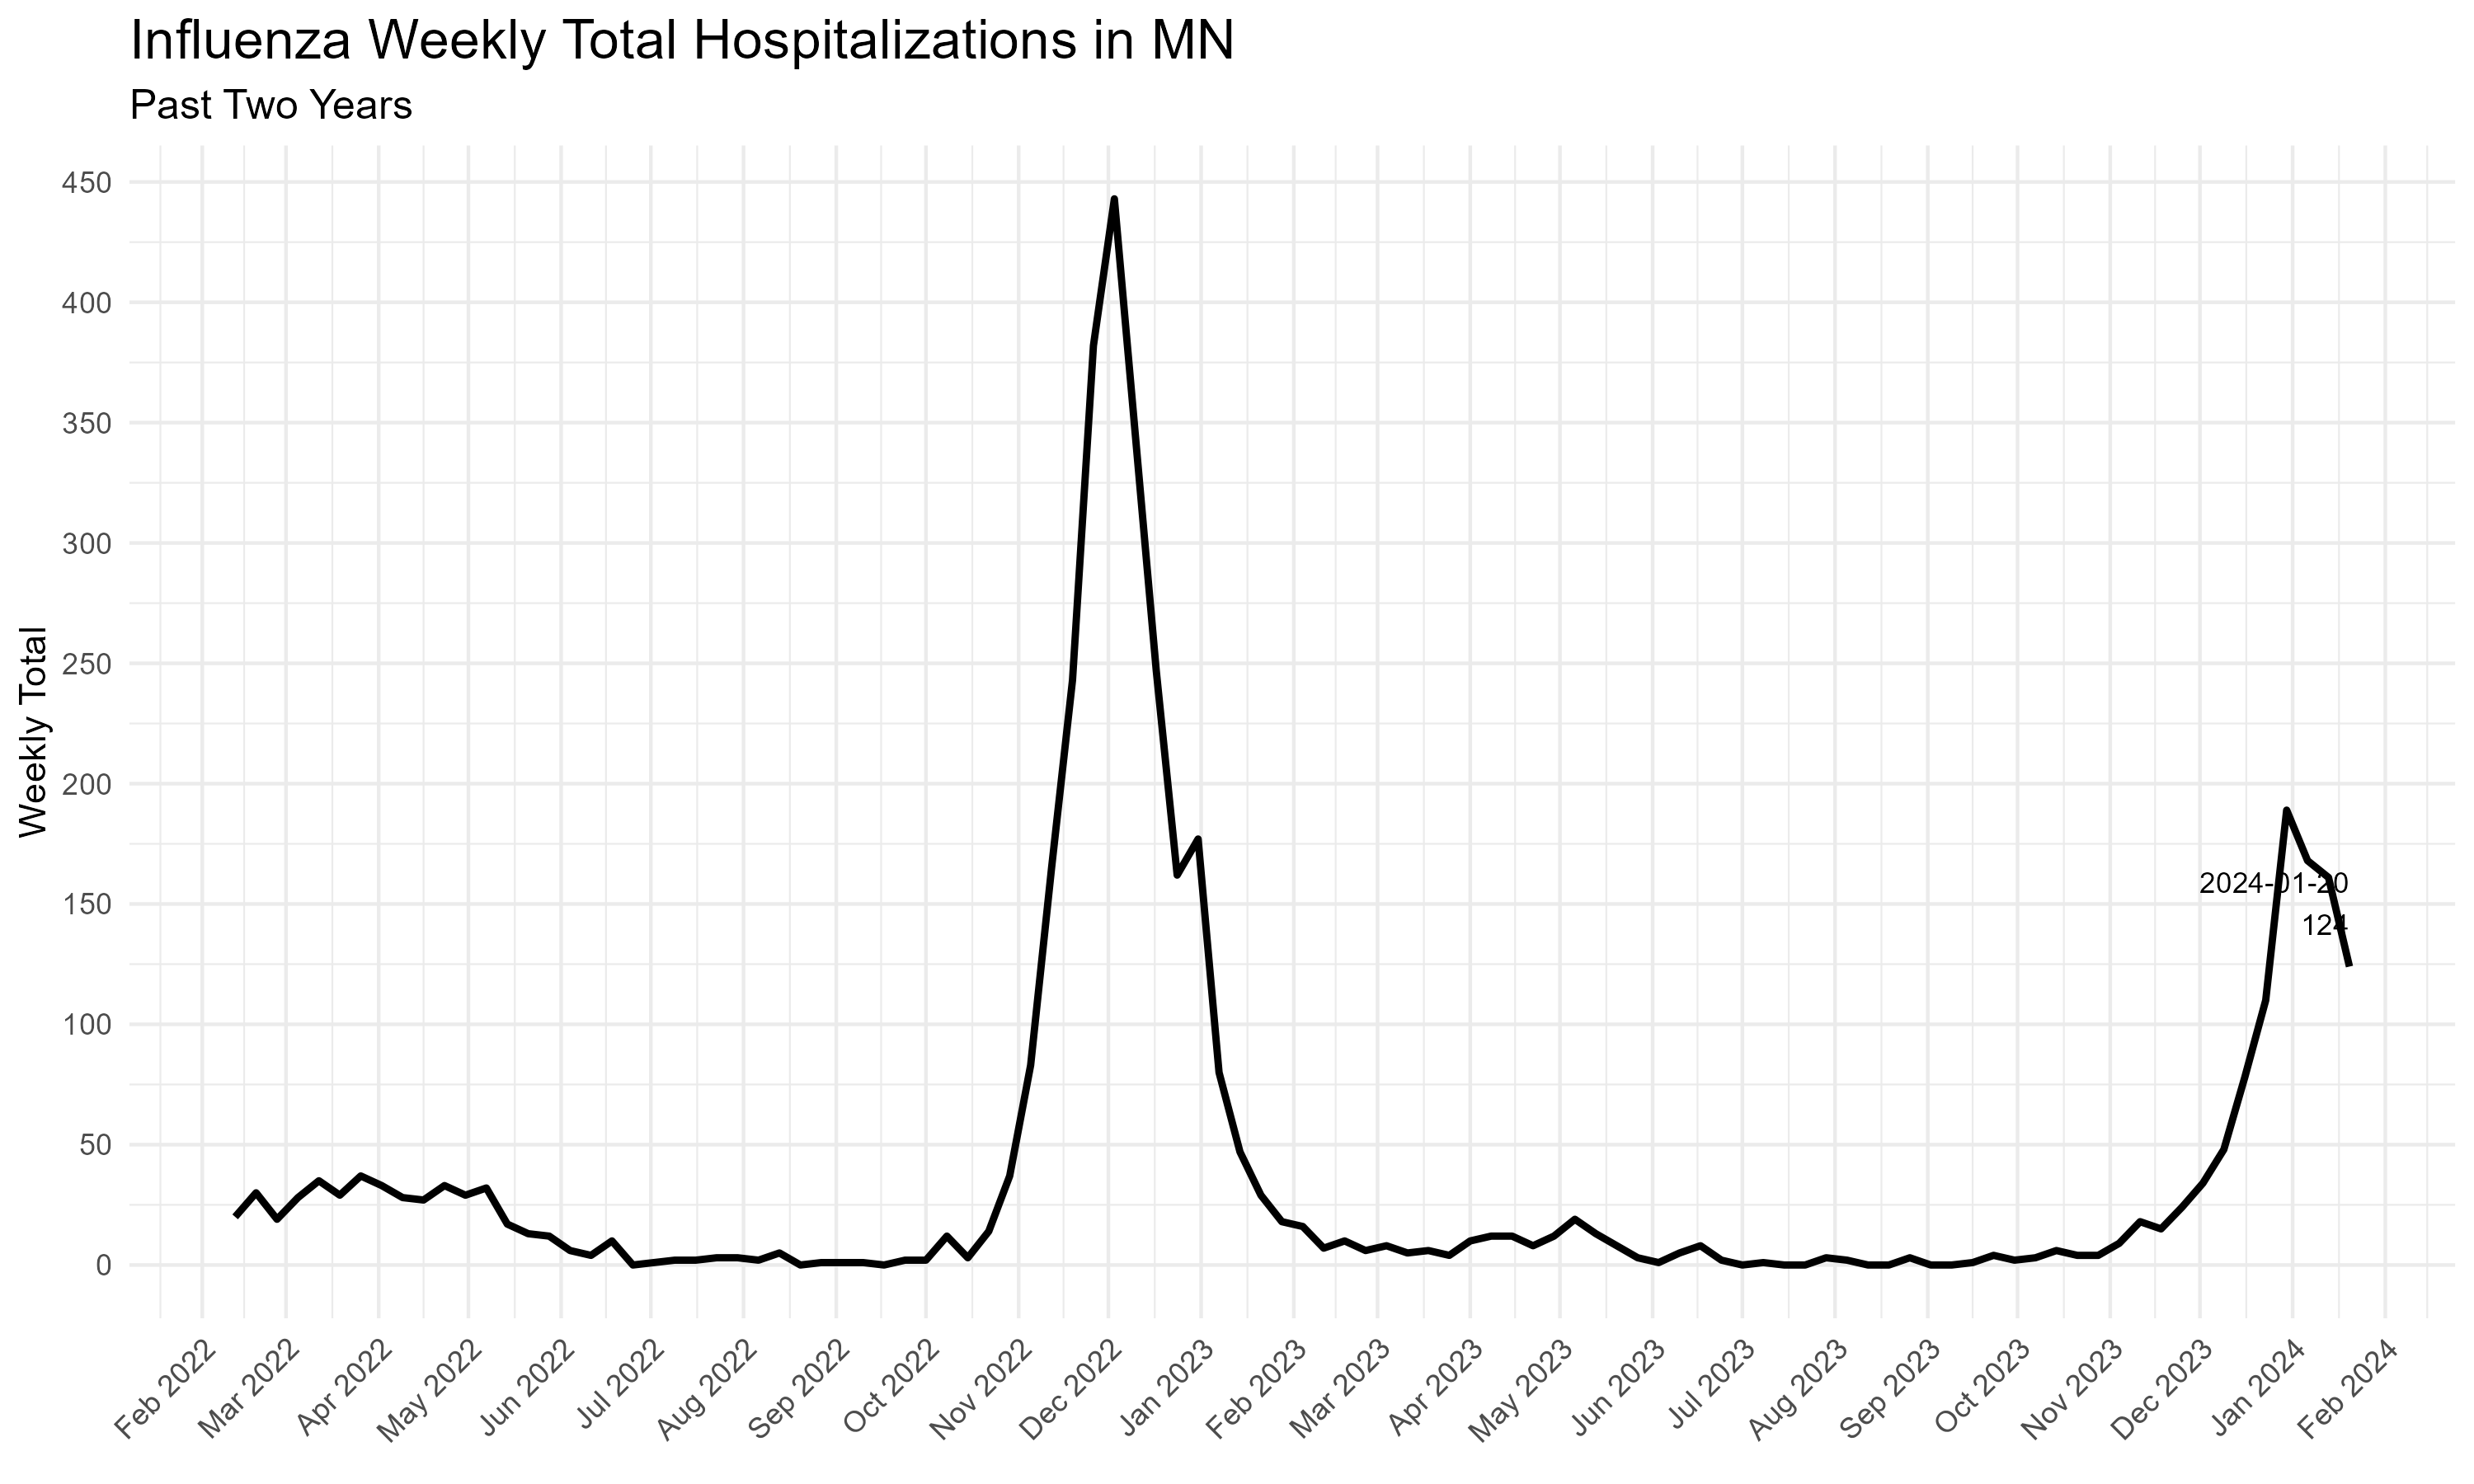 Influenza Weekly Total Hospitalizations in MN
Past Two Years
Weekly Total
450
400
350
300
250
200
150
100
50
0
2024-01-20
124
Feb 2022
Mar 2022
Apr 2022
May 2022
Jun 2022
Jul 2022
Aug 2022
Sep 2022
Oct 2022
Nov 2022
Dec 2022
Jan 2023
Feb 2023
Mar 2023
Apr 2023
May 2023
Jun 2023
Jul 2023
Aug 2023
Sep 2023
Oct 2023
Nov 2023
Dec 2023
Jan 2024
Feb 2024